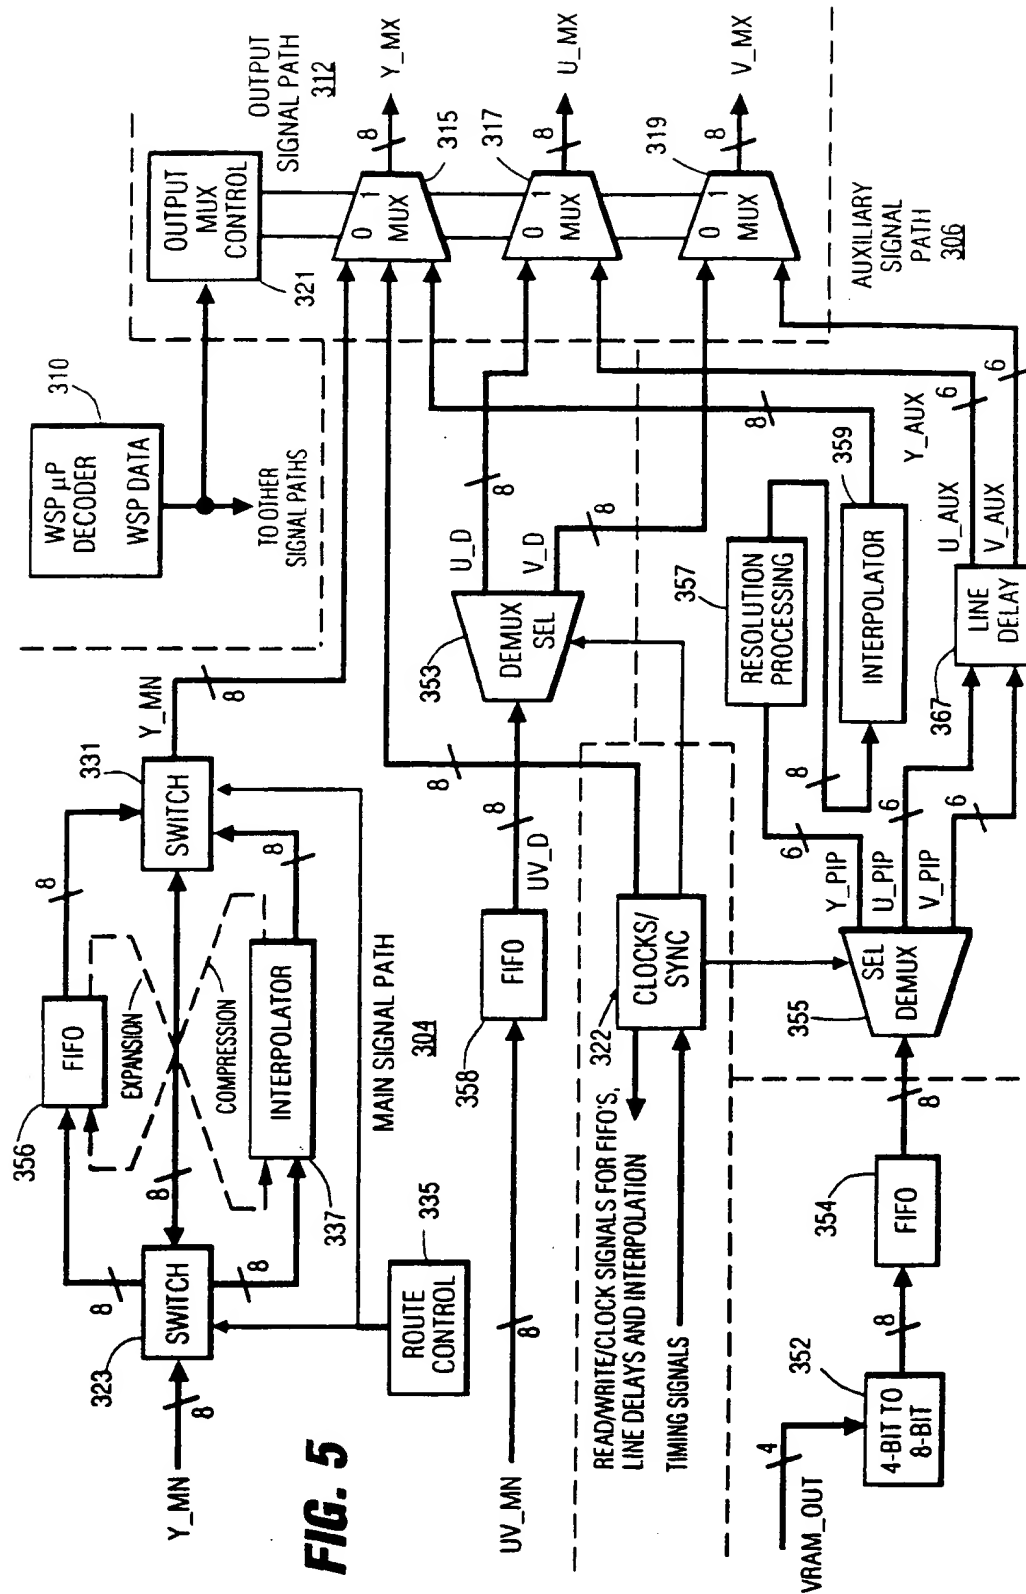 WSP µP
DECODER
WSP DATA
310
TO OTHER
SIGNAL PATHS
OUTPUT
MUX
CONTROL
321
OUTPUT
SIGNAL PATH
312
Y_MX
8
315
0 1
MUX
U_MX
8
317
0 1
MUX
V_MX
8
319
0 1
MUX
AUXILIARY
SIGNAL
PATH
306
Y_MN
8
323
SWITCH
8
8
8
356
FIFO
8
EXPANSION
COMPRESSION
INTERPOLATOR
337
8
331
SWITCH
Y_MN
8
MAIN SIGNAL PATH
304
335
ROUTE
CONTROL
FIG. 5
UV_MN
8
358
FIFO
8
UV_D
353
DEMUX
SEL
U_D
8
V_D
8
8
READ/WRITE/CLOCK SIGNALS FOR FIFO'S,
LINE DELAYS AND INTERPOLATION
TIMING SIGNALS
322
CLOCKS/
SYNC
VRAM_OUT
4
352
4-BIT TO
8-BIT
8
354
FIFO
8
355
SEL
DEMUX
Y_PIP
6
U_PIP
6
V_PIP
6
357
RESOLUTION
PROCESSING
8
359
INTERPOLATOR
8
Y_AUX
367
LINE
DELAY
U_AUX
6
V_AUX
6